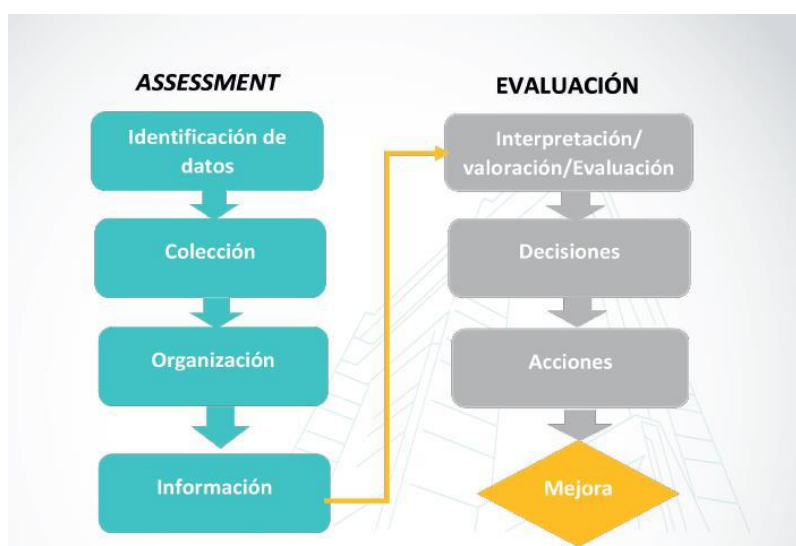 ASSESSMENT
Identificación de
datos
Colección
Organización
Información
EVALUACIÓN
Interpretación/
valoración/Evaluación
Decisiones
Acciones
Mejora